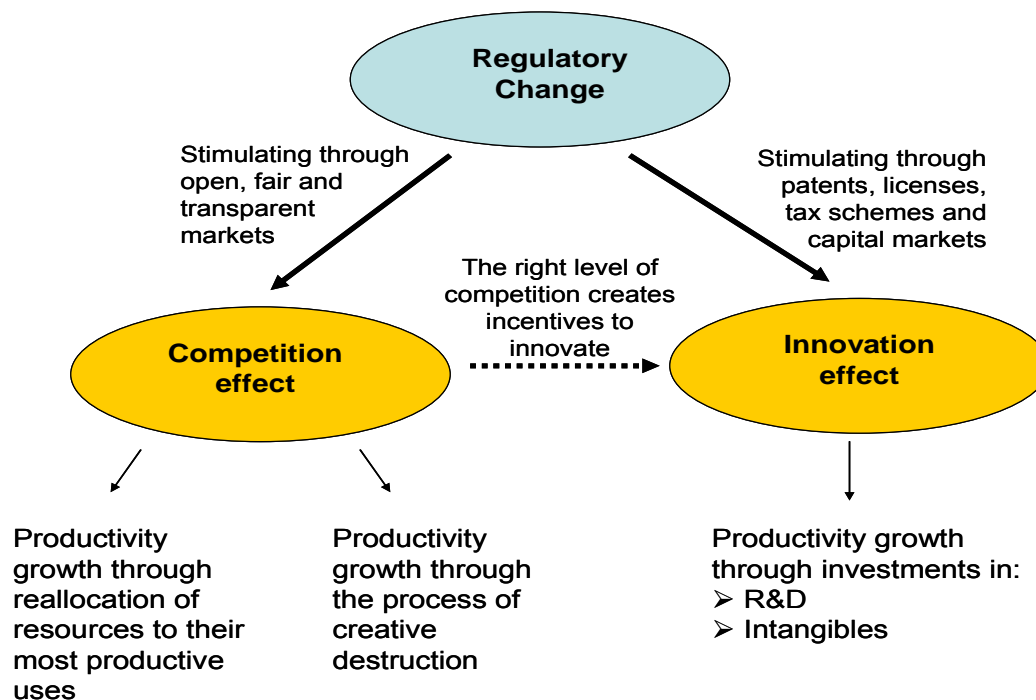 Regulatory
Change
Stimulating through
open, fair and
transparent
markets
Stimulating through
patents, licenses,
tax schemes and
capital markets
The right level of
competition creates
incentives to
innovate
Competition
effect
Innovation
effect
Productivity
growth through
reallocation of
resources to their
most productive
uses
Productivity
growth through
the process of
creative
destruction
Productivity growth
through investments in:
➢ R&D
➢ Intangibles